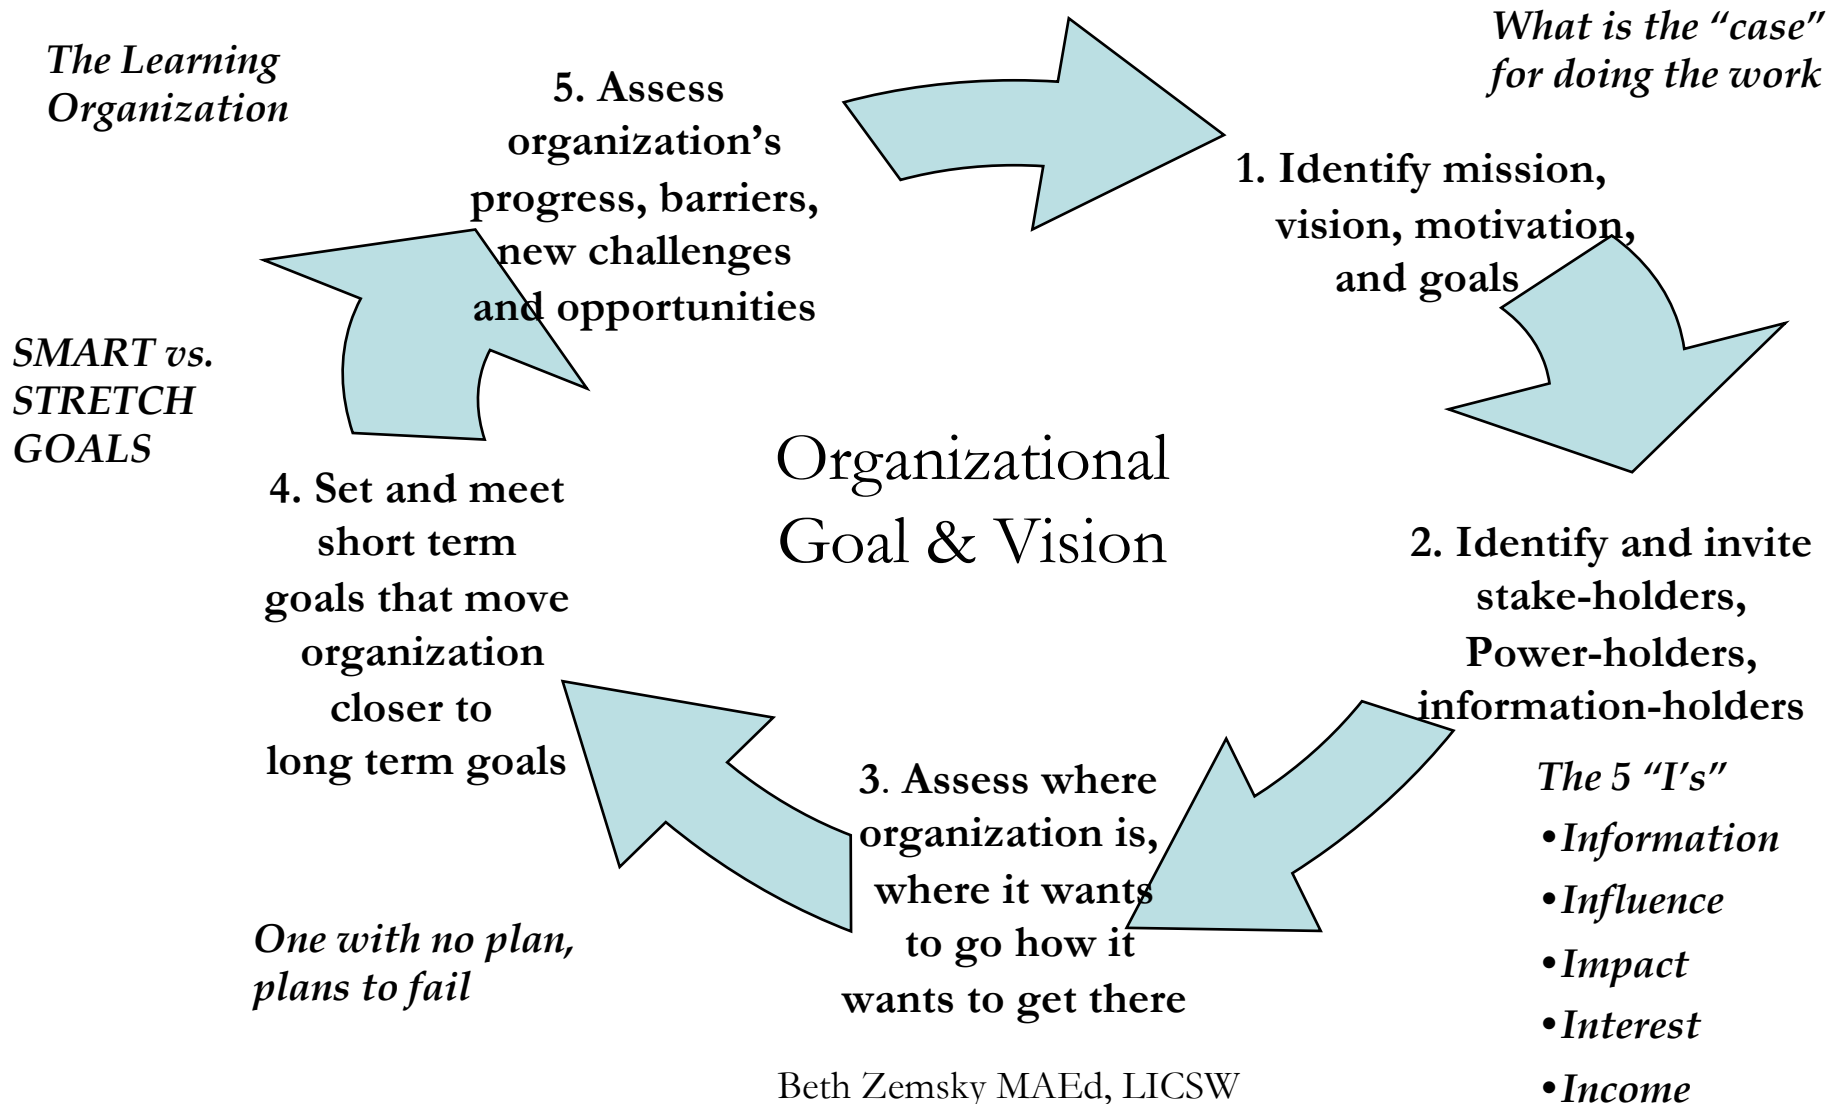 The Learning
Organization
5. Assess
organization’s
progress, barriers,
new challenges
and opportunities
What is the “case”
for doing the work
1. Identify mission,
vision, motivation,
and goals
SMART vs.
STRETCH
GOALS
4. Set and meet
short term
goals that move
organization
closer to
long term goals
Organizational
Goal & Vision
2. Identify and invite
stake-holders,
Power-holders,
information-holders
The 5 “I’s”
•Information
•Influence
•Impact
•Interest
•Income
3. Assess where
organization is,
where it wants
to go how it
wants to get there
One with no plan,
plans to fail
Beth Zemsky MAEd, LICSW